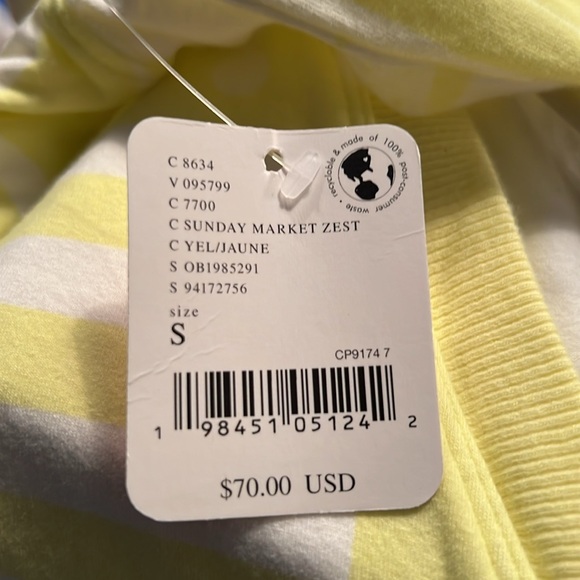 C 8634
V 095799
C 7700
C SUNDAY MARKET ZEST
C YEL/JAUNE
S OB1985291
S 94172756
size
S
recyclable & made of 100% post-consumer waste •
CP9174 7
1 98451 05124 2
$70.00 USD